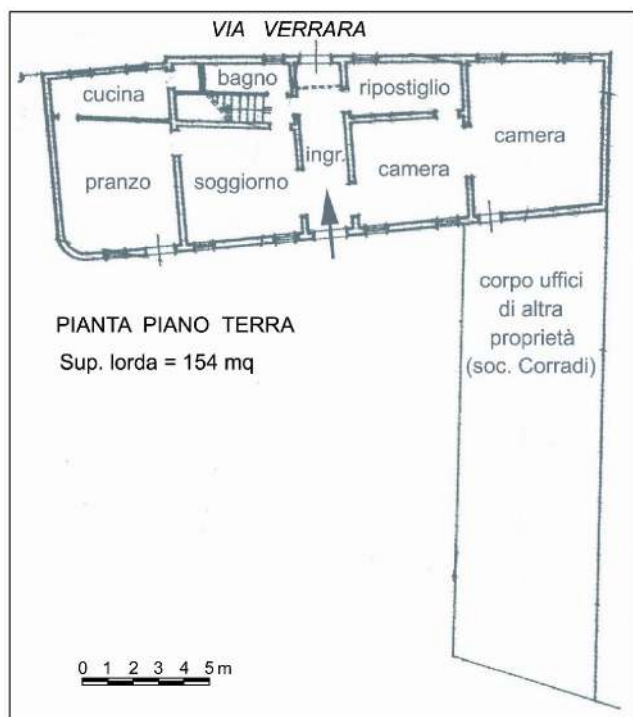 VIA VERRARA
bagno
cucina
ripostiglio
camera
ingr.
pranzo
soggiorno
camera
corpo uffici
di altra
proprietà
(soc. Corradi)
PIANTA PIANO TERRA
Sup. lorda = 154 mq
0 1 2 3 4 5 m